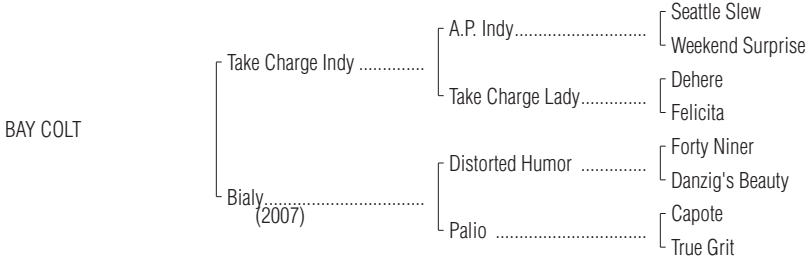 Seattle Slew
A.P. Indy..............................
Weekend Surprise
Take Charge Indy ...............
Dehere
Take Charge Lady...............
Felicita
BAY COLT
Forty Niner
Distorted Humor ...............
Danzig's Beauty
Bialy.....................................
(2007)
Capote
Palio ...................................
True Grit